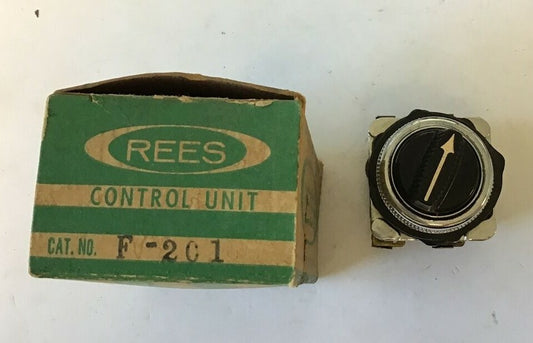 REES
CONTROL UNIT
CAT. NO. F-201